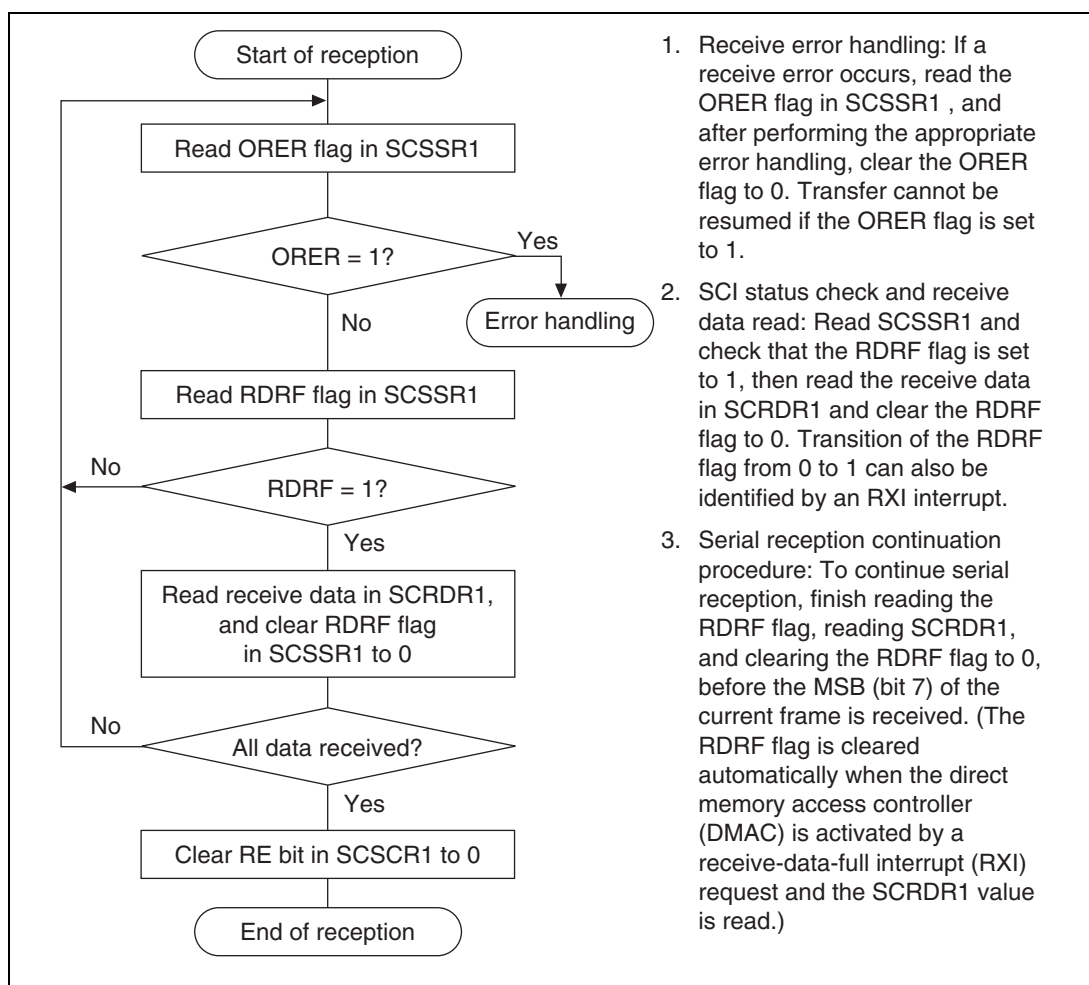 Start of reception
Read ORER flag in SCSSR1
ORER = 1?
Yes
Error handling
No
Read RDRF flag in SCSSR1
No
RDRF = 1?
Yes
Read receive data in SCRDR1,
and clear RDRF flag
in SCSSR1 to 0
No
All data received?
Yes
Clear RE bit in SCSCR1 to 0
End of reception
1. Receive error handling: If a
receive error occurs, read the
ORER flag in SCSSR1 , and
after performing the appropriate
error handling, clear the ORER
flag to 0. Transfer cannot be
resumed if the ORER flag is set
to 1.
2. SCI status check and receive
data read: Read SCSSR1 and
check that the RDRF flag is set
to 1, then read the receive data
in SCRDR1 and clear the RDRF
flag to 0. Transition of the RDRF
flag from 0 to 1 can also be
identified by an RXI interrupt.
3. Serial reception continuation
procedure: To continue serial
reception, finish reading the
RDRF flag, reading SCRDR1,
and clearing the RDRF flag to 0,
before the MSB (bit 7) of the
current frame is received. (The
RDRF flag is cleared
automatically when the direct
memory access controller
(DMAC) is activated by a
receive-data-full interrupt (RXI)
request and the SCRDR1 value
is read.)